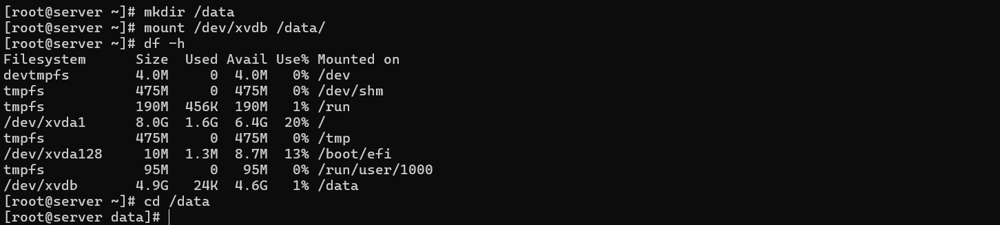 [root@server ~]# mkdir /data
[root@server ~]# mount /dev/xvdb /data/
[root@server ~]# df -h
Filesystem      Size  Used Avail Use% Mounted on
devtmpfs        4.0M     0  4.0M   0% /dev
tmpfs           475M     0  475M   0% /dev/shm
tmpfs           190M  456K  190M   1% /run
/dev/xvda1      8.0G  1.6G  6.4G  20% /
tmpfs           475M     0  475M   0% /tmp
/dev/xvda128     10M  1.3M  8.7M  13% /boot/efi
tmpfs            95M     0   95M   0% /run/user/1000
/dev/xvdb       4.9G   24K  4.6G   1% /data
[root@server ~]# cd /data
[root@server data]#